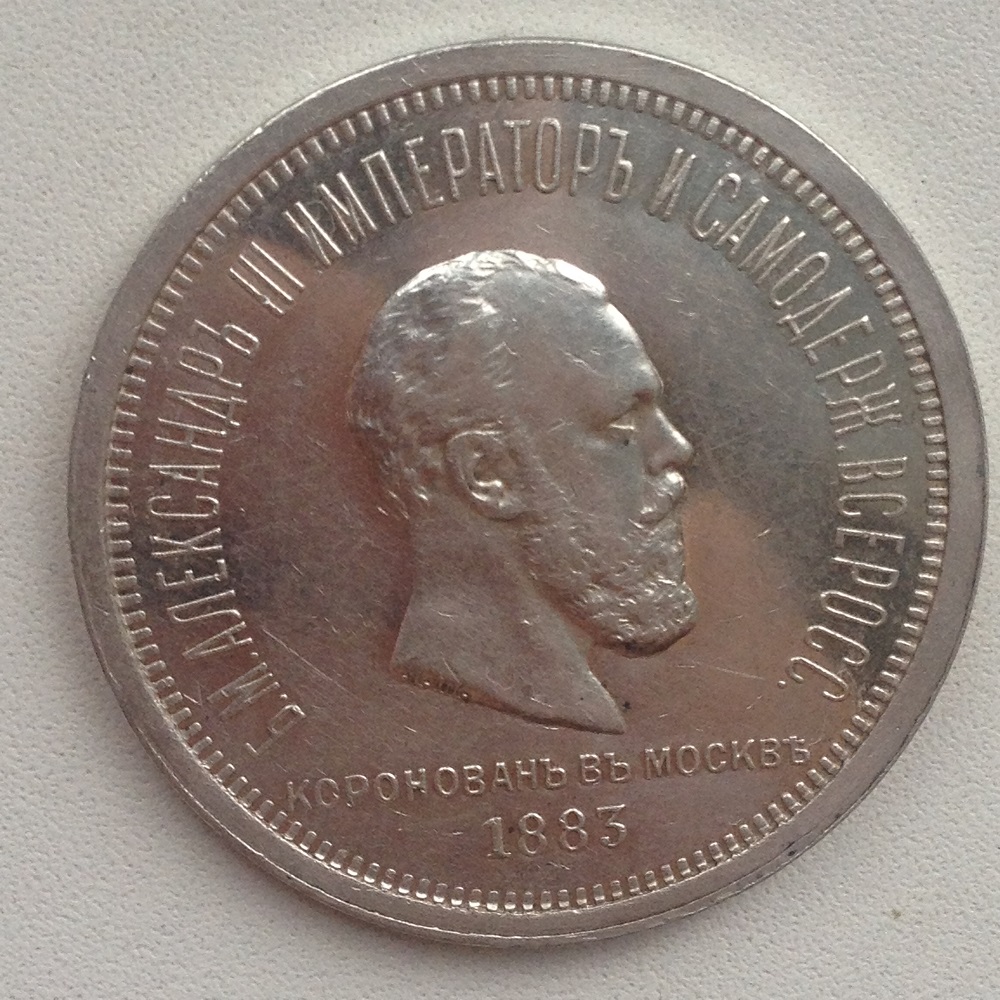 Б.М. АЛЕКСАНДРЪ III ИМПЕРАТОРЪ И САМОДЕРЖ. ВСЕРОСС.
КОРОНОВАНЪ ВЪ МОСКВѢ
1883